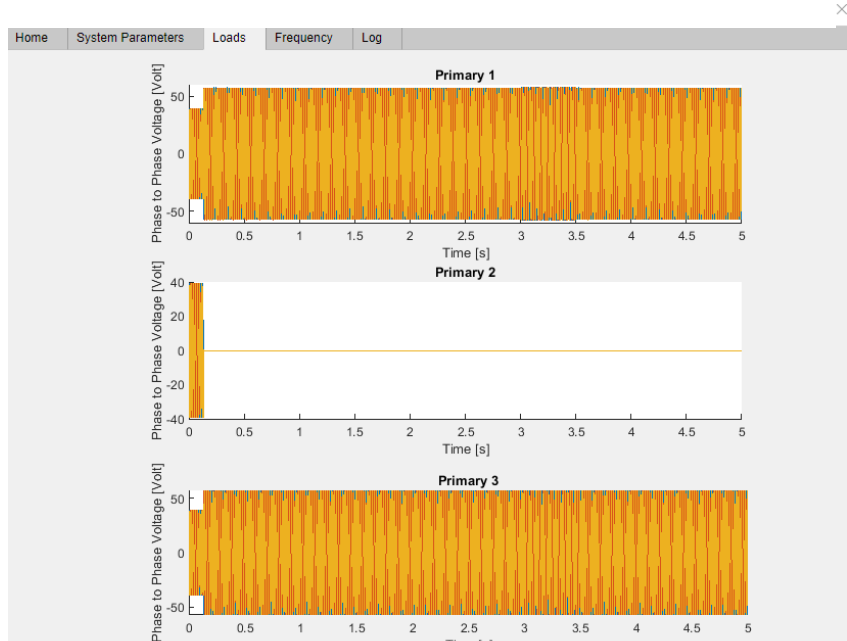 Home System Parameters Loads Frequency Log
Primary 1
Phase to Phase Voltage [Volt]
50
0
-50
0 0.5 1 1.5 2 2.5 3 3.5 4 4.5 5
Time [s]
Primary 2
Phase to Phase Voltage [Volt]
40
20
0
-20
-40
0 0.5 1 1.5 2 2.5 3 3.5 4 4.5 5
Time [s]
Primary 3
Phase to Phase Voltage [Volt]
50
0
-50
0 0.5 1 1.5 2 2.5 3 3.5 4 4.5 5